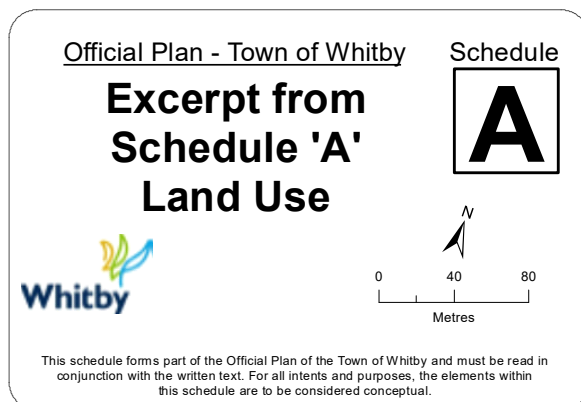 Official Plan - Town of Whitby
Schedule
Excerpt from
Schedule 'A'
Land Use
A
N
Whitby
0 40 80
Metres
This schedule forms part of the Official Plan of the Town of Whitby and must be read in
conjunction with the written text. For all intents and purposes, the elements within
this schedule are to be considered conceptual.